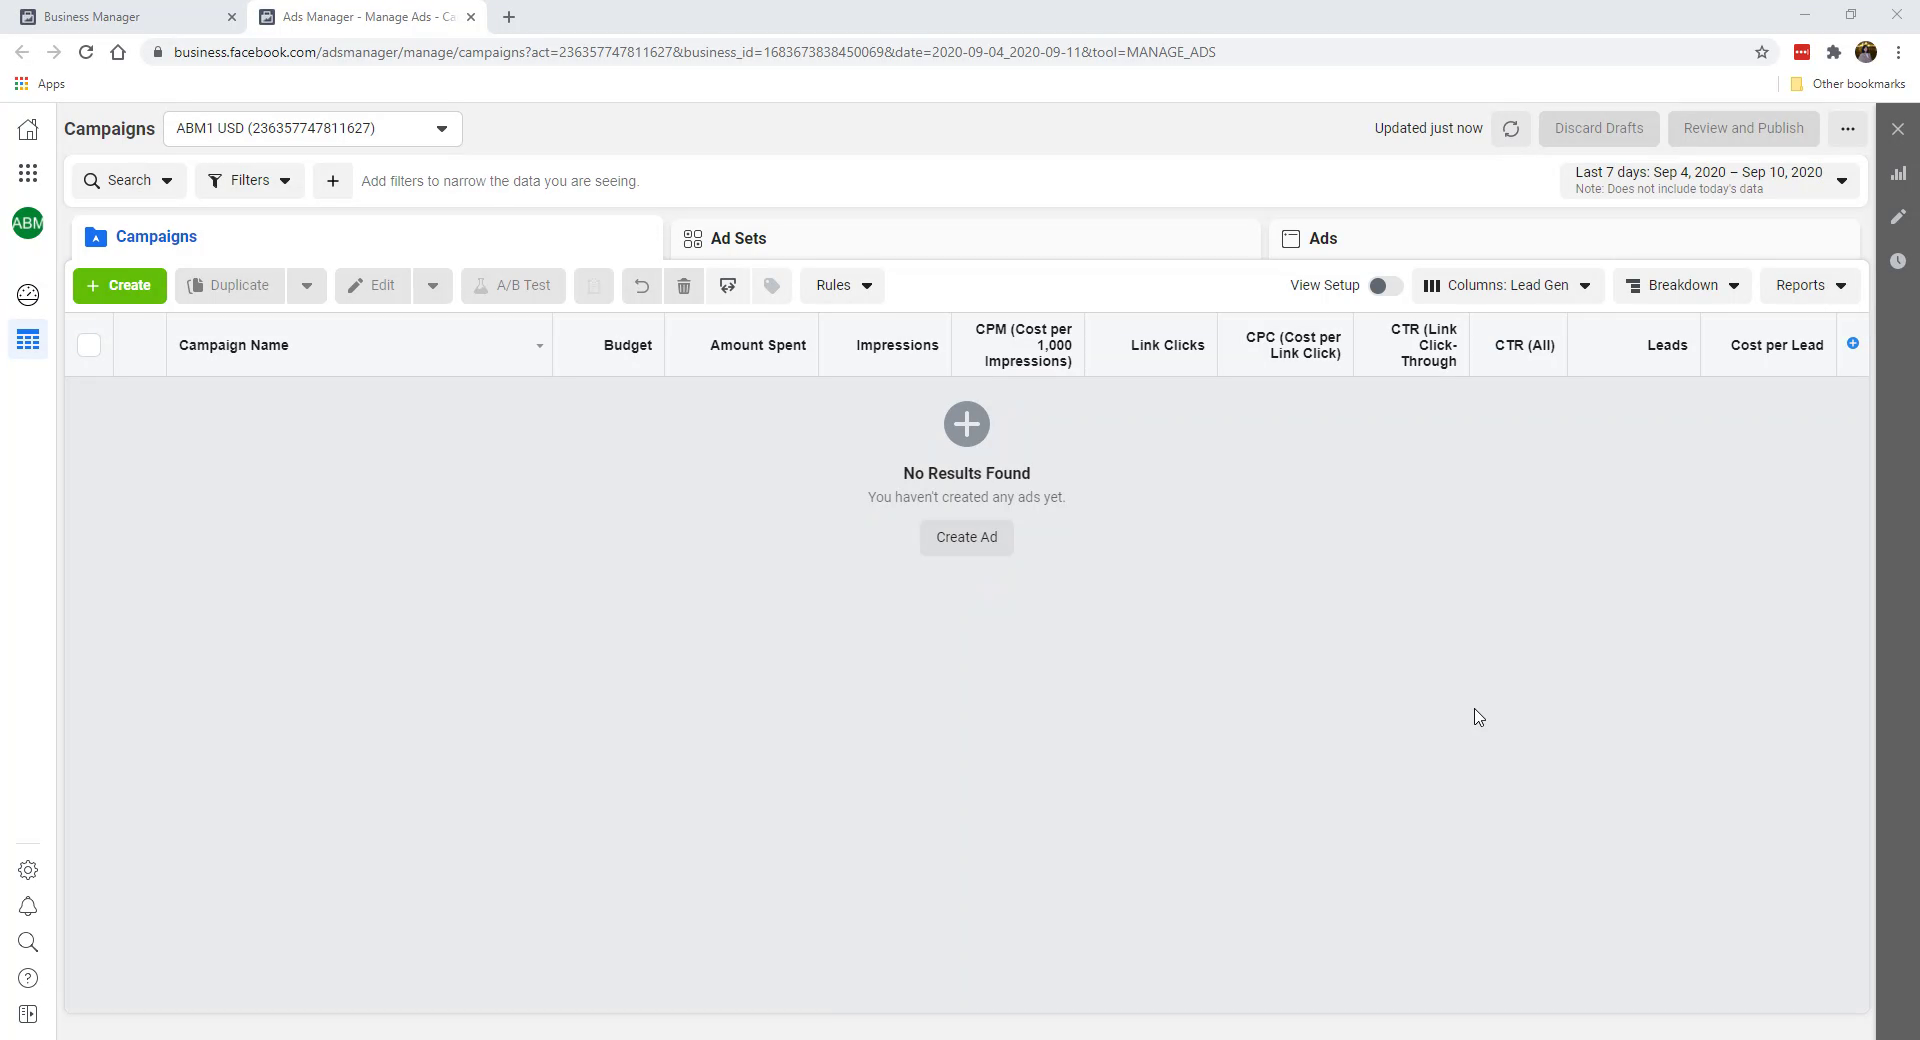 Business Manager
Ads Manager - Manage Ads - Ca
business.facebook.com/adsmanager/manage/campaigns?act=236357747811627&business_id=1683673838450069&date=2020-09-04_2020-09-11&tool=MANAGE_ADS
Apps
Other bookmarks
Campaigns
ABM1 USD (236357747811627)
Updated just now
Discard Drafts
Review and Publish
Search
Filters
Add filters to narrow the data you are seeing.
Last 7 days: Sep 4, 2020 – Sep 10, 2020
Note: Does not include today's data
ABM
Campaigns
Ad Sets
Ads
Create
Duplicate
Edit
A/B Test
Rules
View Setup
Columns: Lead Gen
Breakdown
Reports
Campaign Name
Budget
Amount Spent
Impressions
CPM (Cost per
1,000
Impressions)
Link Clicks
CPC (Cost per
Link Click)
CTR (Link
Click-
Through
CTR (All)
Leads
Cost per Lead
No Results Found
You haven't created any ads yet.
Create Ad